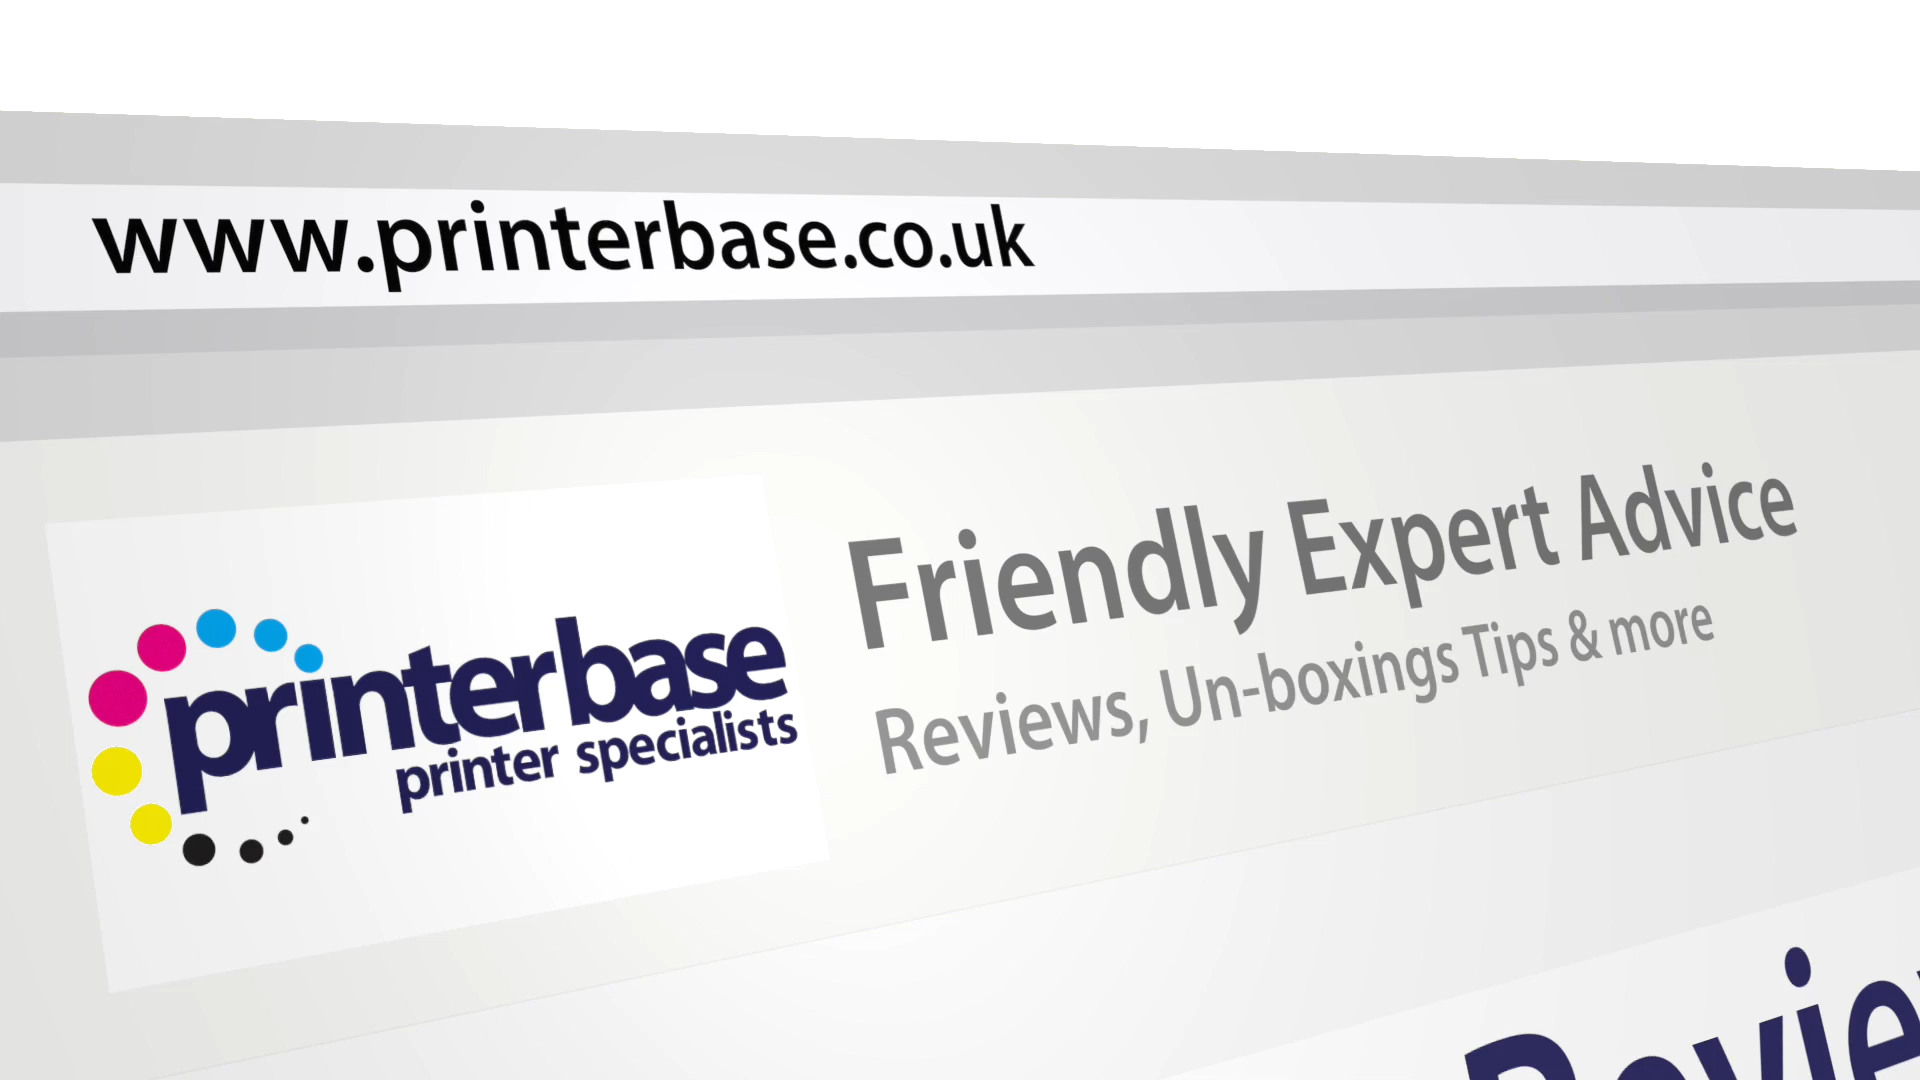 www.printerbase.co.uk
Friendly Expert Advice
Reviews, Un-boxings Tips & more
printerbase
printer specialists